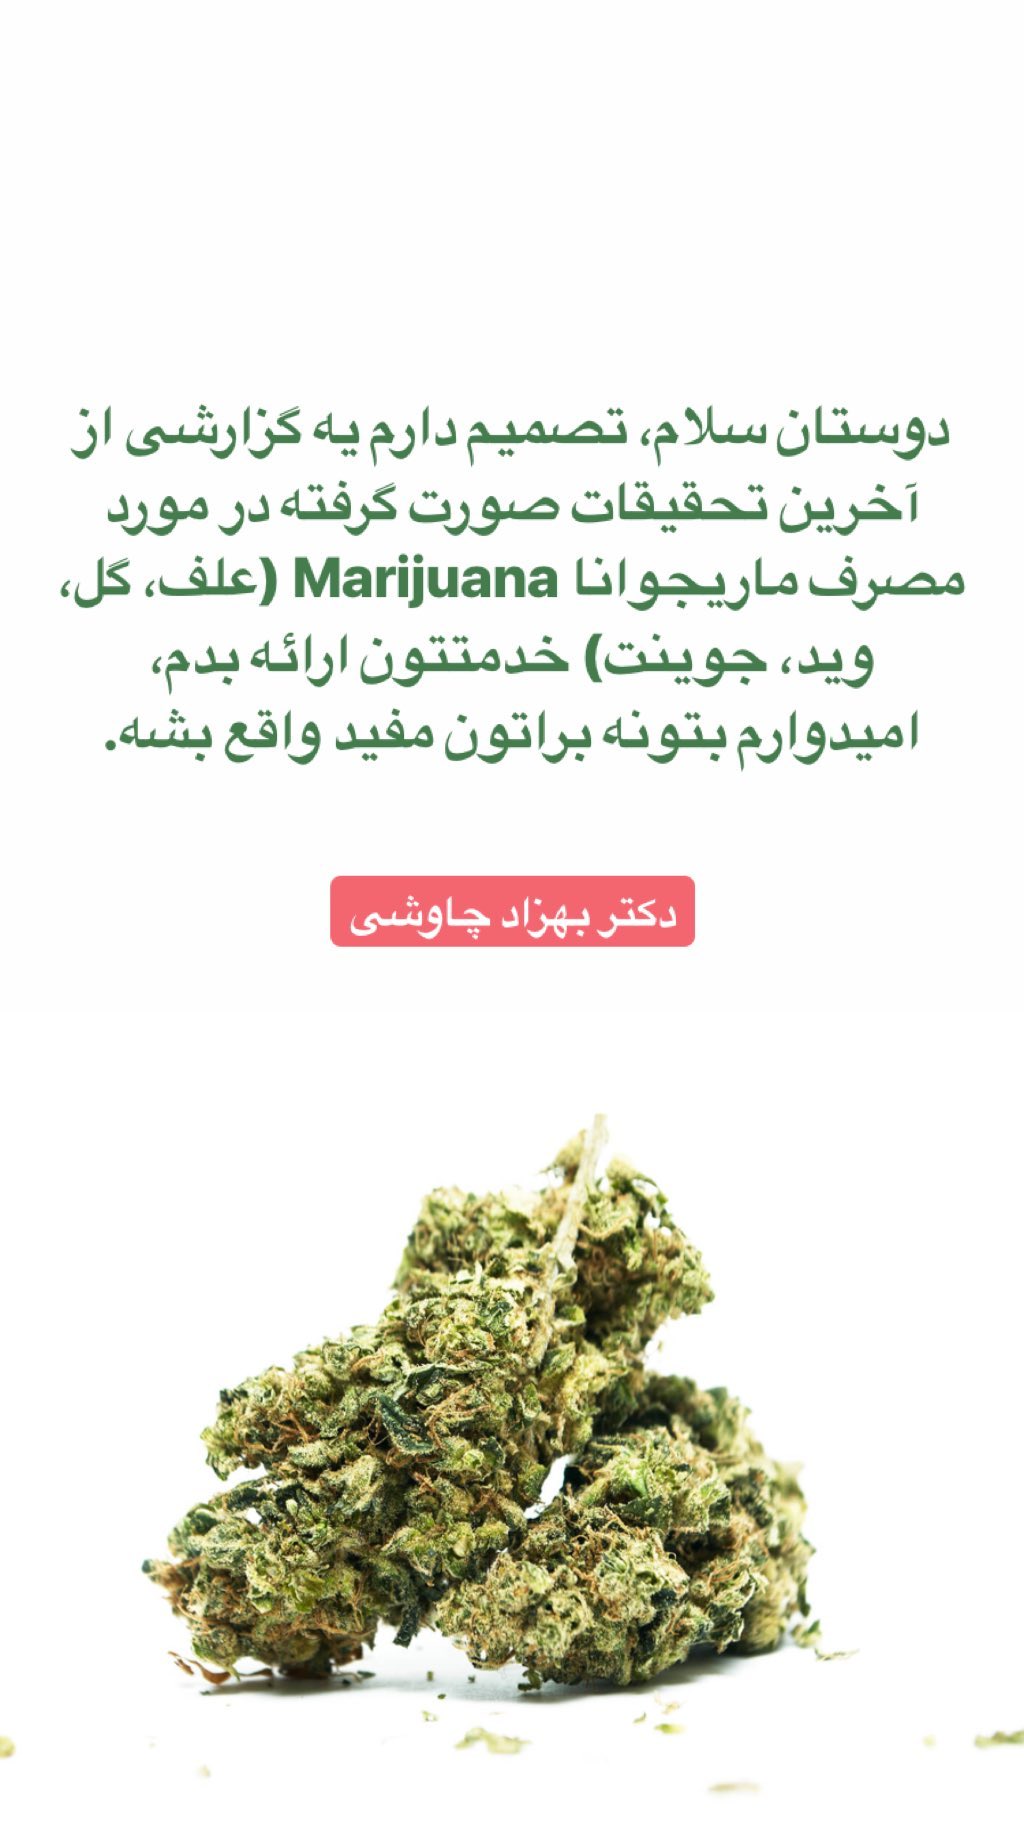 دوستان سلام، تصمیم دارم یه گزارشی از
آخرین تحقیقات صورت گرفته در مورد
مصرف ماریجوانا Marijuana (علف، گل،
وید، جوینت) خدمتتون ارائه بدم،
امیدوارم بتونه براتون مفید واقع بشه.
دکتر بهزاد چاوشی